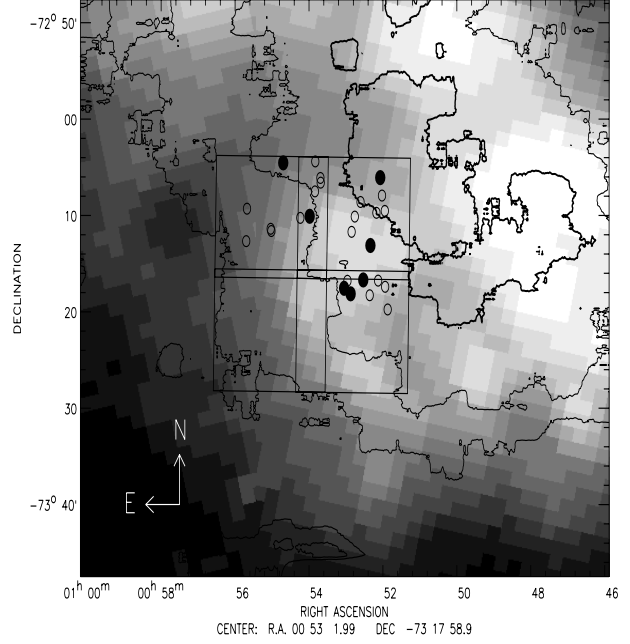 −72° 50'
00
10
20
30
−73° 40'
DECLINATION
N
E
01ʰ 00ᵐ 00ʰ 58ᵐ 56 54 52 50 48 46
RIGHT ASCENSION
CENTER: R.A. 00 53 1.99 DEC −73 17 58.9